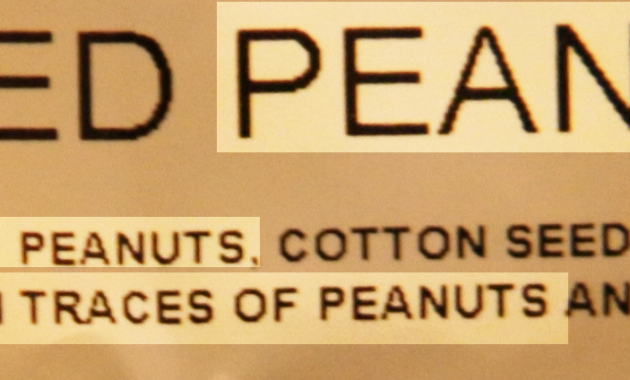 ED PEAN
PEANUTS, COTTON SEED
TRACES OF PEANUTS AN